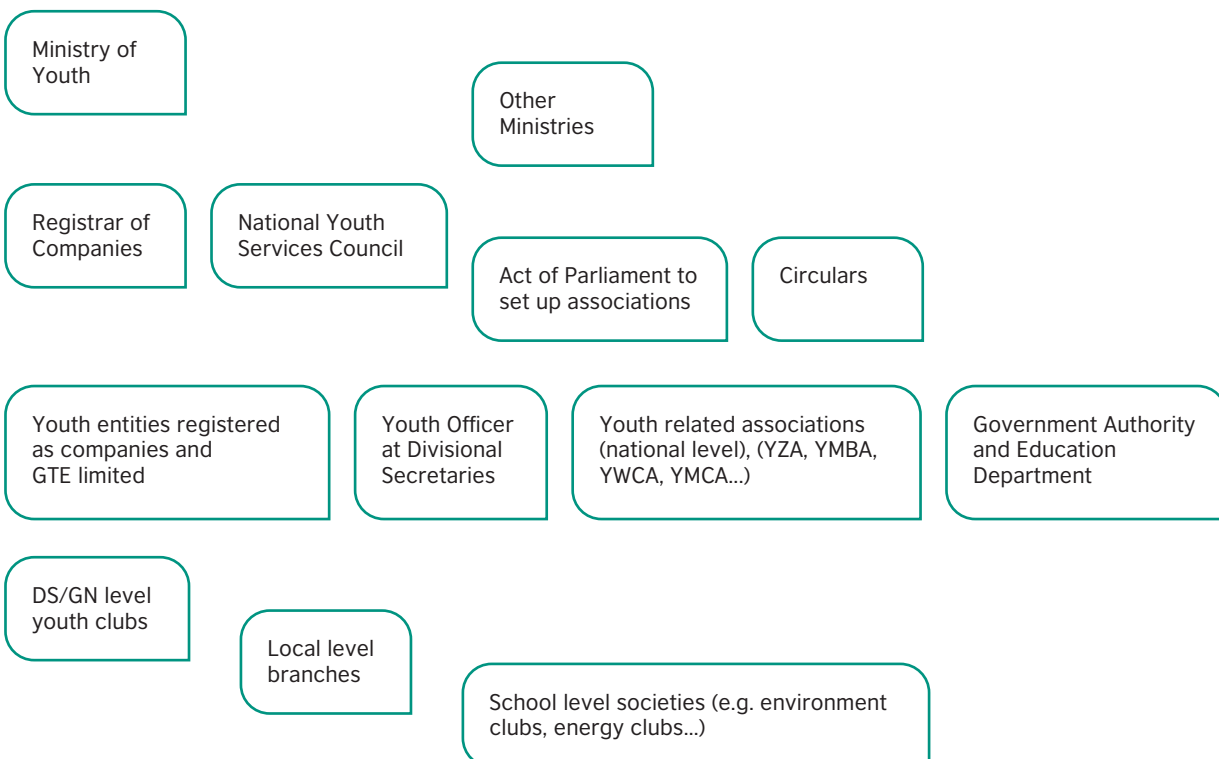 Ministry of
Youth
Other
Ministries
Registrar of
Companies
National Youth
Services Council
Act of Parliament to
set up associations
Circulars
Youth entities registered
as companies and
GTE limited
Youth Officer
at Divisional
Secretaries
Youth related associations
(national level), (YZA, YMBA,
YWCA, YMCA...)
Government Authority
and Education
Department
DS/GN level
youth clubs
Local level
branches
School level societies (e.g. environment
clubs, energy clubs...)